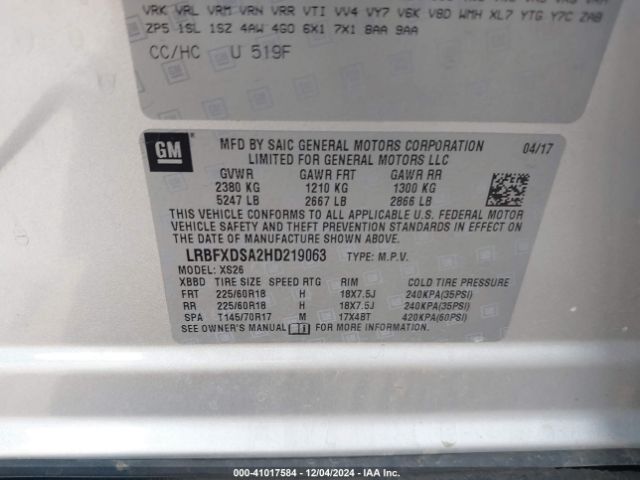 VRK VRL VRM VRN VRR VTI VV4 VY7 V6K V8D WMH XL7 YTG Y7C ZAB
2P5 1SL 1SZ 4AW 4G0 6X1 7X1 8AA 9AA
CC/HC U 519F
GM
MFD BY SAIC GENERAL MOTORS CORPORATION 04/17
LIMITED FOR GENERAL MOTORS LLC
GVWR GAWR FRT GAWR RR
2380 KG 1210 KG 1300 KG
5247 LB 2667 LB 2866 LB
THIS VEHICLE CONFORMS TO ALL APPLICABLE U.S. FEDERAL MOTOR
VEHICLE SAFETY AND THEFT PREVENTION STANDARDS IN EFFECT
ON THE DATE OF MANUFACTURE SHOWN
ABOVE.
LRBFXDSA2HD219063 TYPE: M.P.V.
MODEL: XS26
XBBD TIRE SIZE SPEED RTG RIM COLD TIRE PRESSURE
FRT 225/60R18 H 18X7.5J 240KPA(35PSI)
RR 225/60R18 H 18X7.5J 240KPA(35PSI)
SPA T145/70R17 M 17X4BT 420KPA(60PSI)
SEE OWNER'S MANUAL FOR MORE INFORMATION
120-41017584 - 12/04/2024 - IAA Inc.